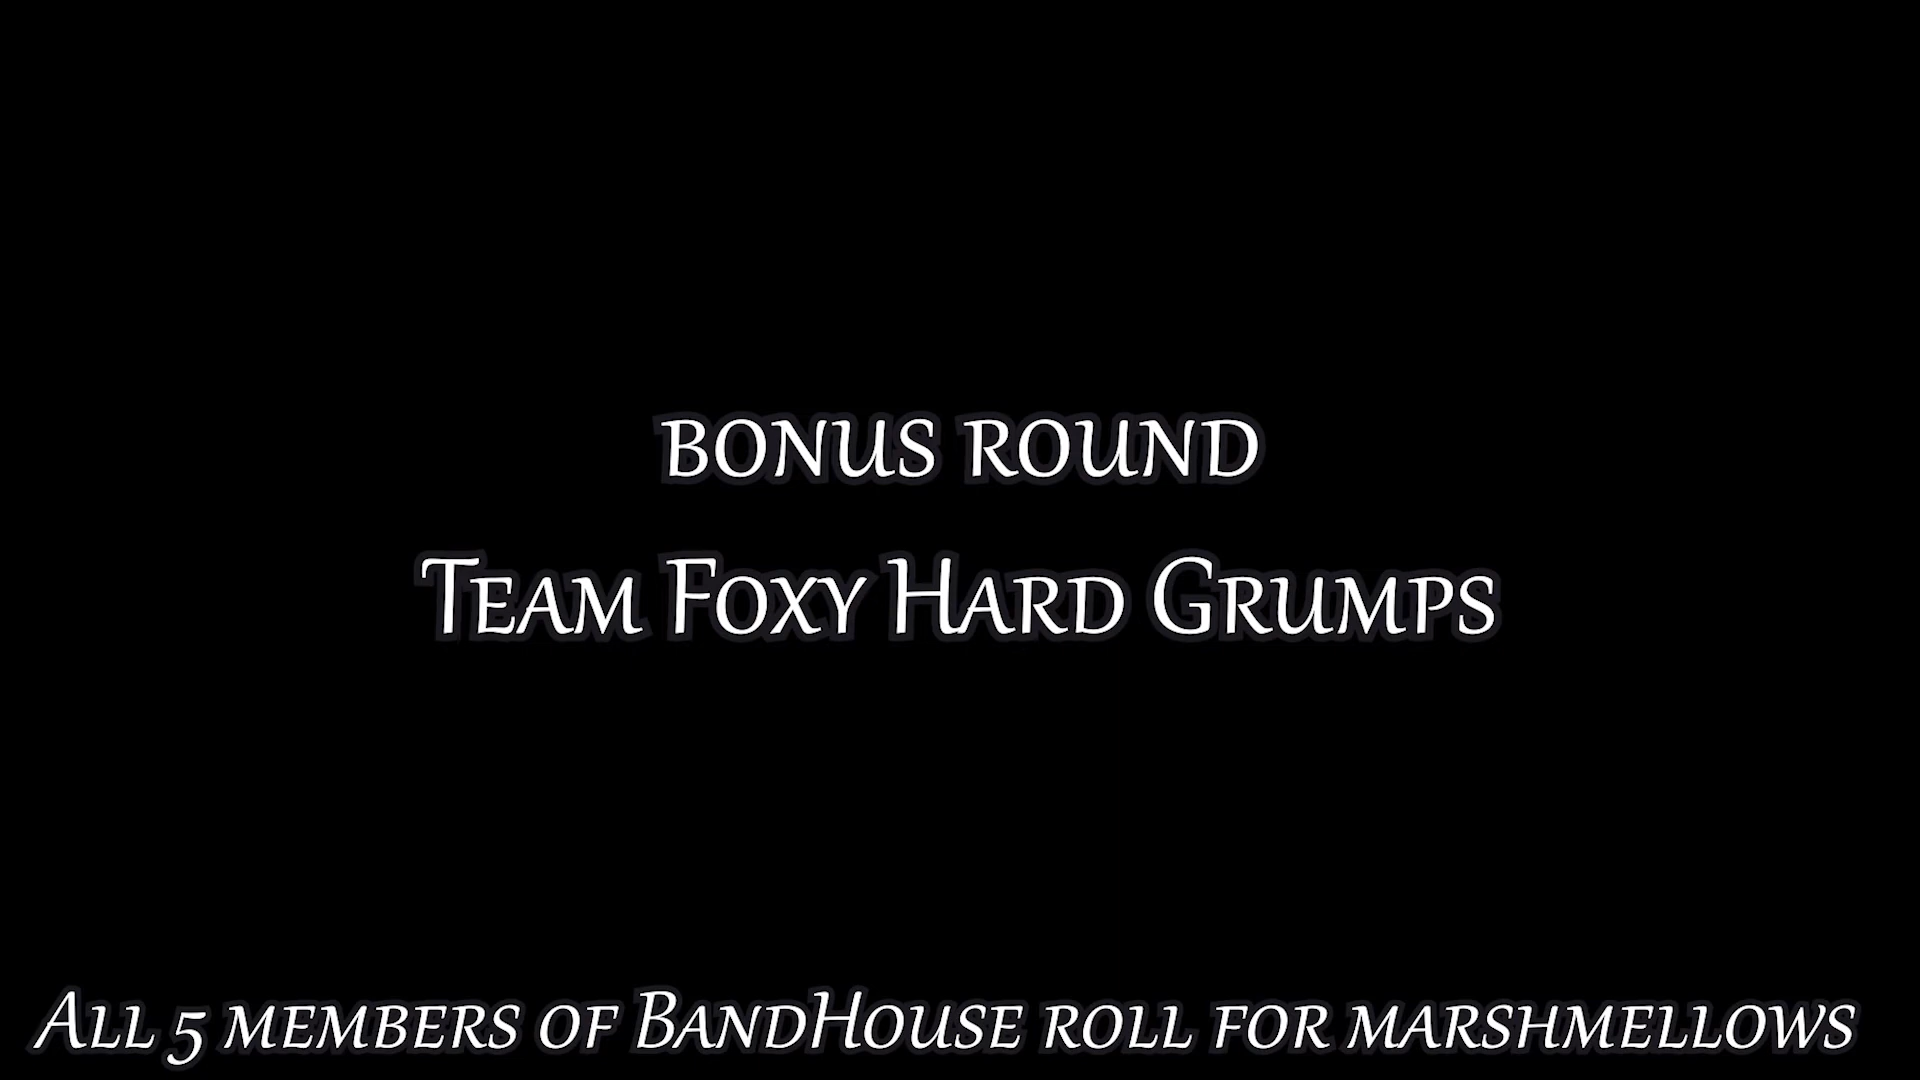 BONUS ROUND
TEAM FOXY HARD GRUMPS
ALL 5 MEMBERS OF BANDHOUSE ROLL FOR MARSHMELLOWS